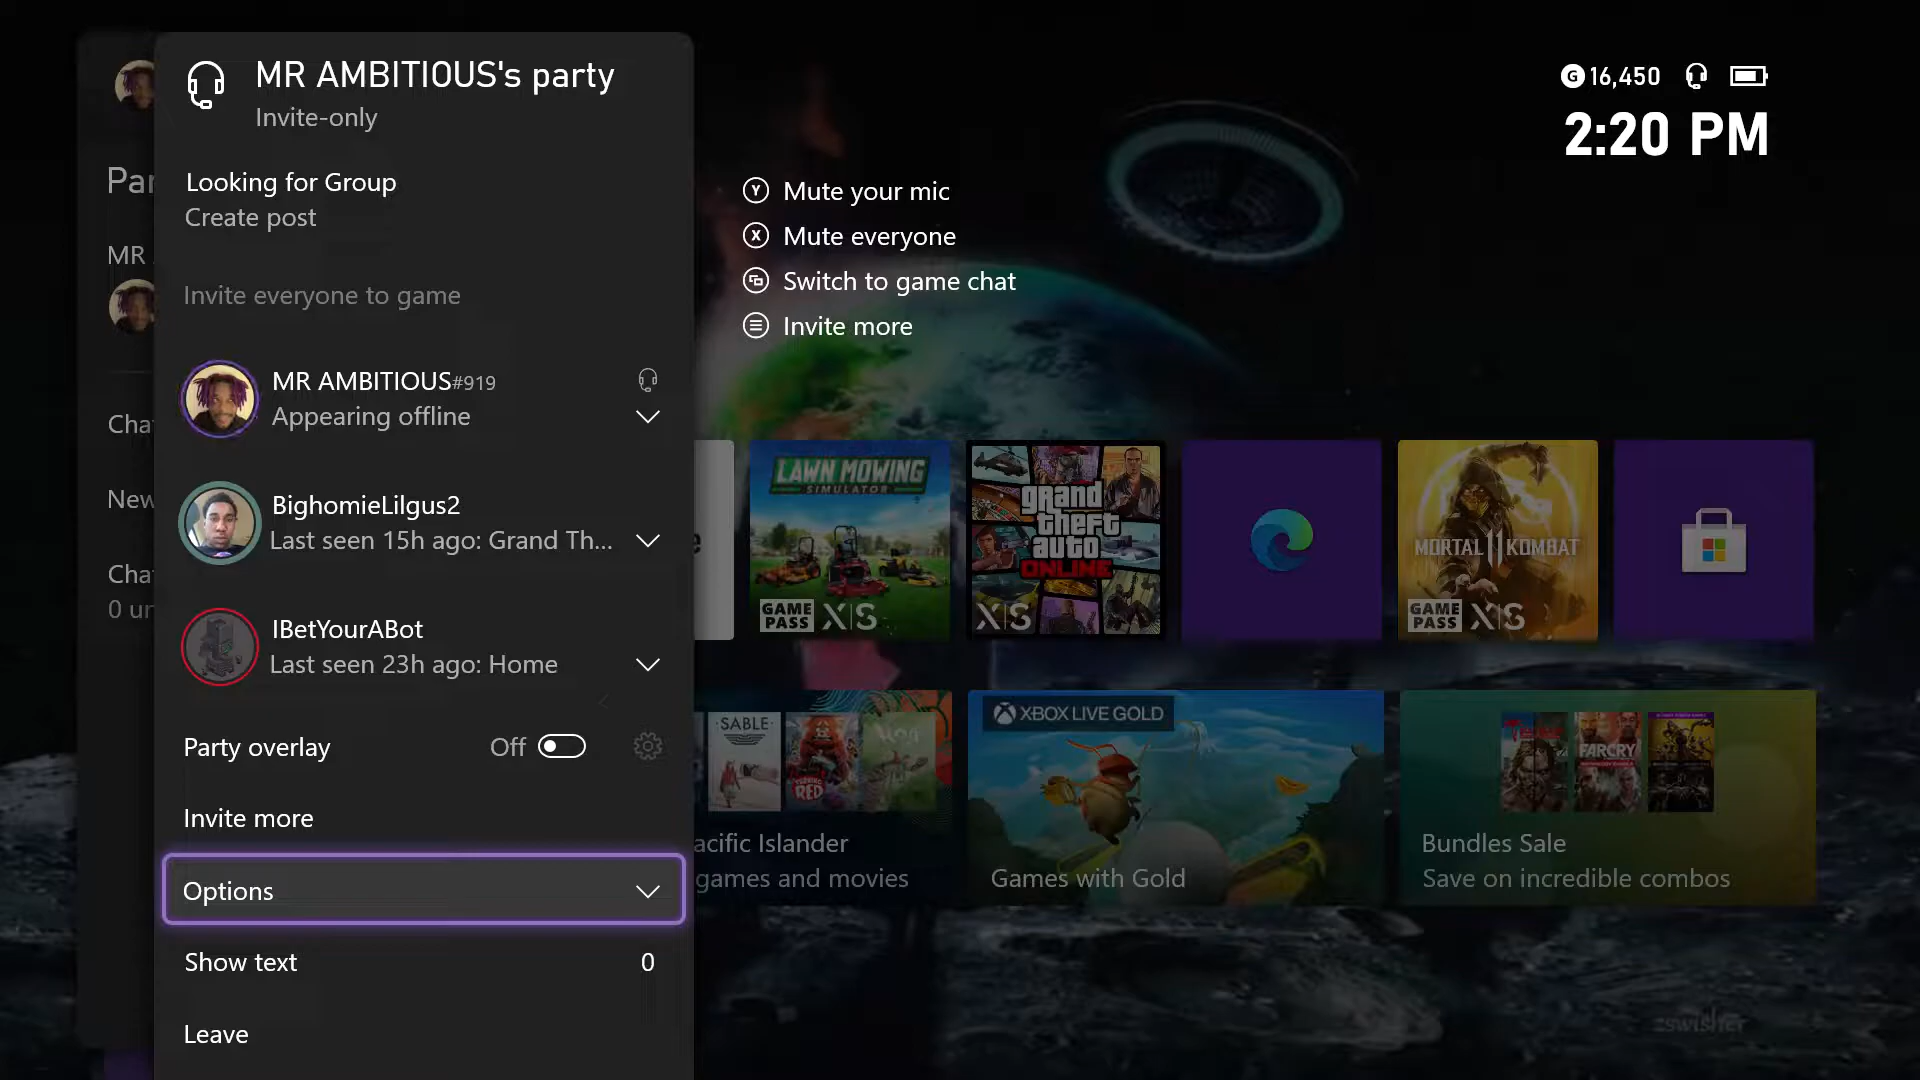 MR AMBITIOUS's party
Invite-only
Looking for Group
Create post
Invite everyone to game
MR AMBITIOUS#919
Appearing offline
BighomieLilgus2
Last seen 15h ago: Grand Th...
IBetYourABot
Last seen 23h ago: Home
Party overlay
Off
Invite more
Options
Show text
0
Leave
Par
MR
Cha
New
Cha
0 un
Y Mute your mic
X Mute everyone
Switch to game chat
Invite more
G 16,450
2:20 PM
e
LAWN MOWING
SIMULATOR
GAME
PASS
X|S
grand
theft
auto
ONLINE
X|S
MORTAL KOMBAT
11
GAME
PASS
X|S
SABLE
TURNING
RED
acific Islander
games and movies
XBOX LIVE GOLD
Games with Gold
FARCRY
Bundles Sale
Save on incredible combos
zswisher